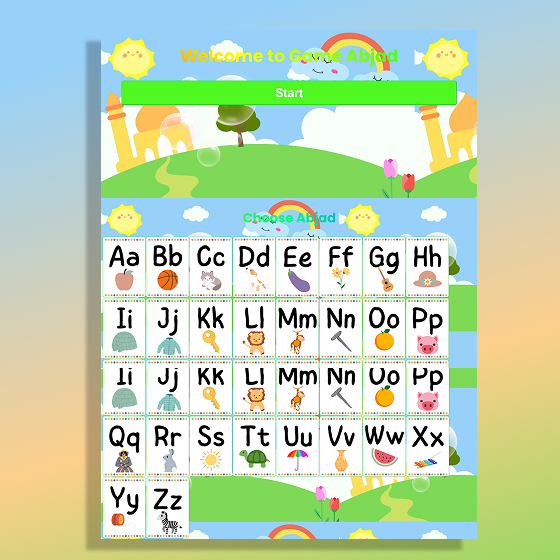 Welcome to Game Abjad
Start
Choose Abjad
Aa Bb Cc Dd Ee Ff Gg Hh
Ii Jj Kk Ll Mm Nn Oo Pp
Ii Jj Kk Ll Mm Nn Oo Pp
Qq Rr Ss Tt Uu Vv Ww Xx
Yy Zz